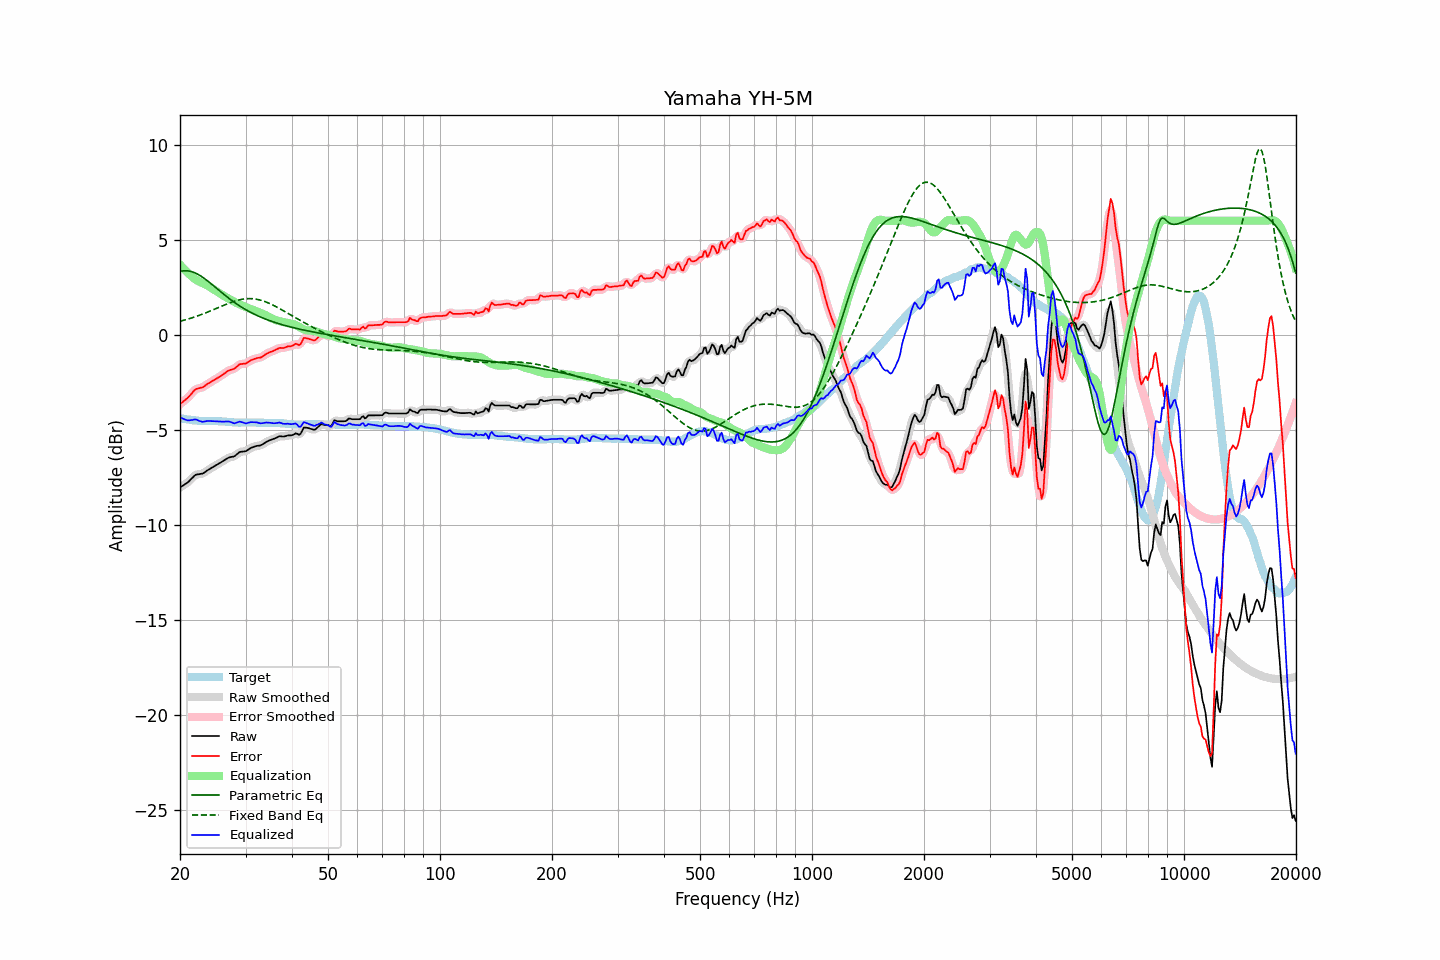 Yamaha YH-5M
Amplitude (dBr)
10
5
0
−5
−10
−15
−20
−25
Target
Raw Smoothed
Error Smoothed
Raw
Error
Equalization
Parametric Eq
Fixed Band Eq
Equalized
20 50 100 200 500 1000 2000 5000 10000 20000
Frequency (Hz)